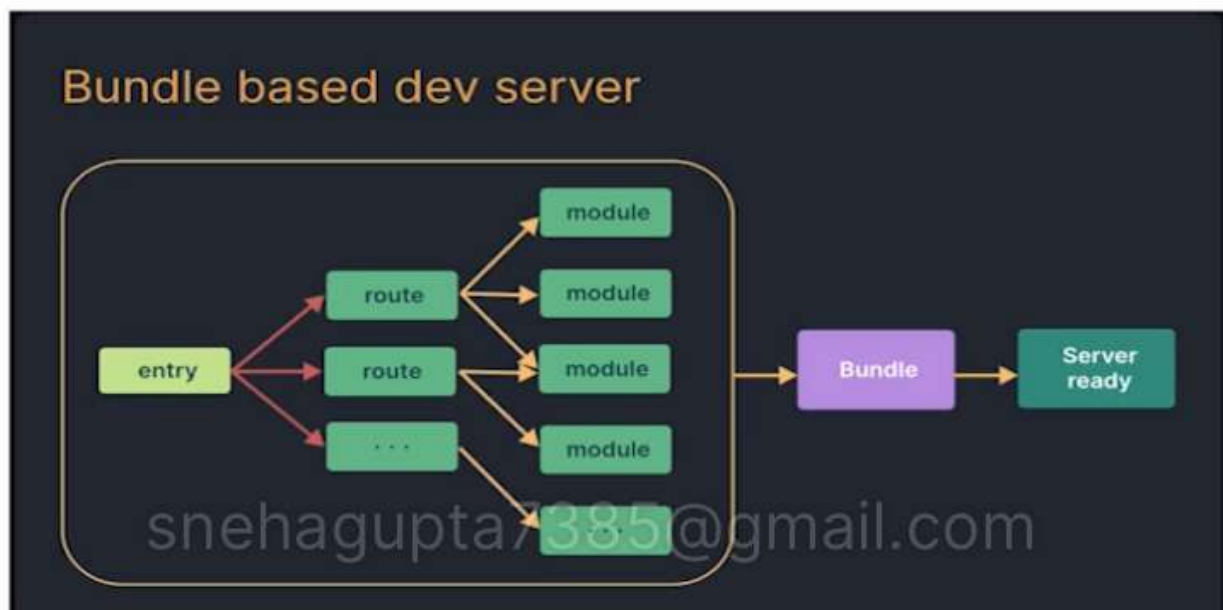 Bundle based dev server
module
route
module
entry
route
module
Bundle
Server
ready
. . .
module
snehagupta7385@gmail.com
. . .